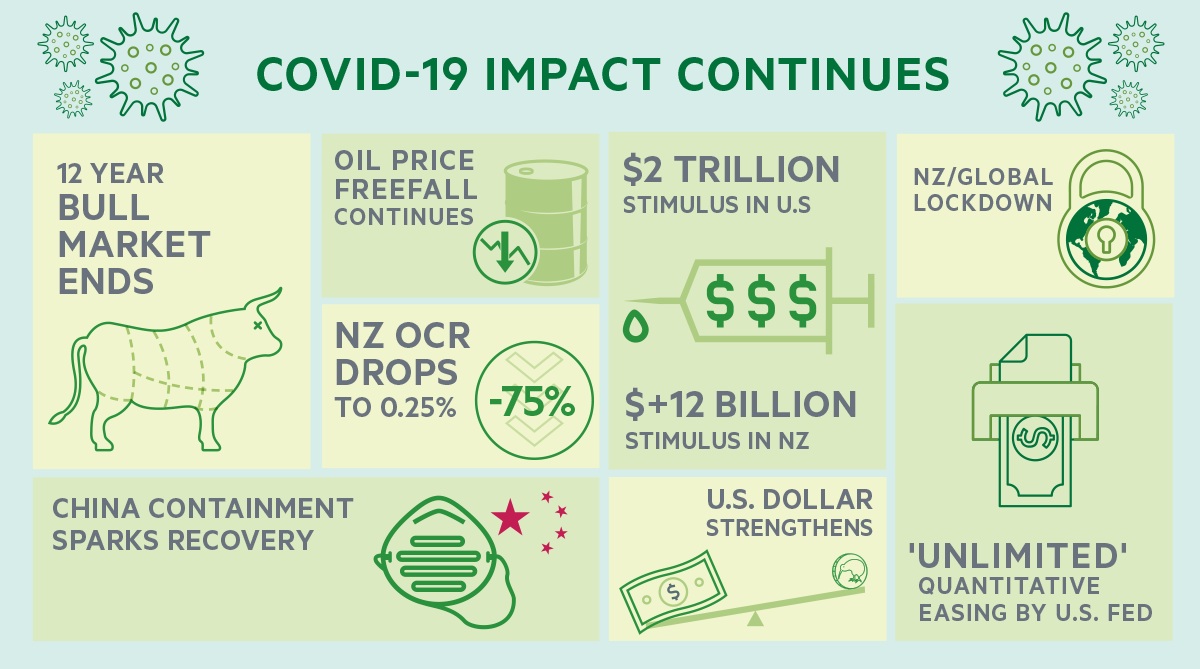 COVID-19 IMPACT CONTINUES
12 YEAR
BULL
MARKET
ENDS
OIL PRICE
FREEFALL
CONTINUES
NZ OCR
DROPS
TO 0.25%
-75%
$2 TRILLION
STIMULUS IN U.S
$ $ $
$+12 BILLION
STIMULUS IN NZ
NZ/GLOBAL
LOCKDOWN
$
'UNLIMITED'
QUANTITATIVE
EASING BY U.S. FED
CHINA CONTAINMENT
SPARKS RECOVERY
U.S. DOLLAR
STRENGTHENS
$